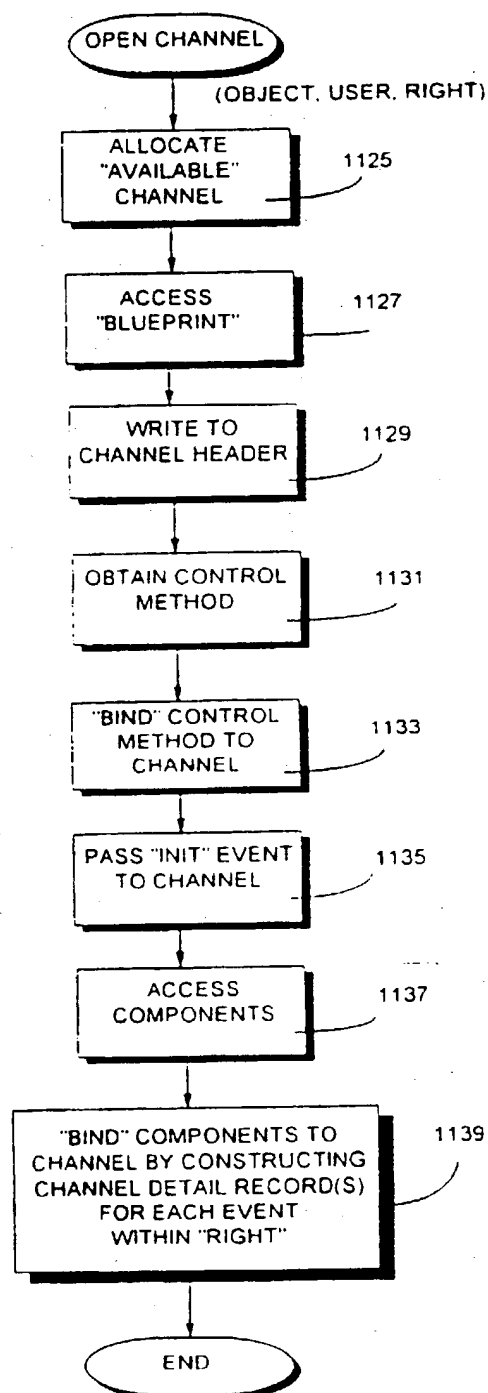 OPEN CHANNEL
(OBJECT, USER, RIGHT)
ALLOCATE
"AVAILABLE"
CHANNEL
1125
ACCESS
"BLUEPRINT"
1127
WRITE TO
CHANNEL HEADER
1129
OBTAIN CONTROL
METHOD
1131
"BIND" CONTROL
METHOD TO
CHANNEL
1133
PASS "INIT" EVENT
TO CHANNEL
1135
ACCESS
COMPONENTS
1137
"BIND" COMPONENTS TO
CHANNEL BY CONSTRUCTING
CHANNEL DETAIL RECORD(S)
FOR EACH EVENT
WITHIN "RIGHT"
1139
END